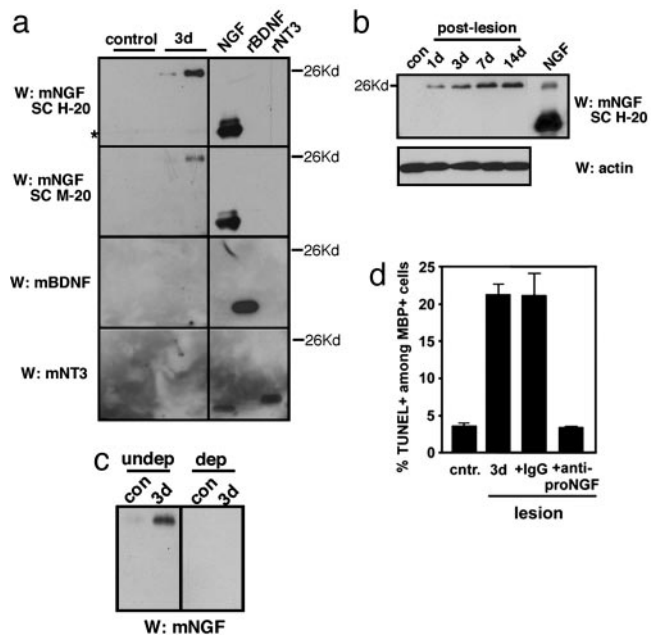 a
control 3d NGF rBDNF rNT3
W: mNGF
SC H-20
26Kd
*
W: mNGF
SC M-20
26Kd
W: mBDNF
26Kd
W: mNT3
26Kd
b
post-lesion
con 1d 3d 7d 14d NGF
26Kd
W: mNGF
SC H-20
W: actin
c
undep dep
con 3d con 3d
W: mNGF
d
% TUNEL+ among MBP+ cells
25
20
15
10
5
0
cntr. 3d +IgG +anti-
proNGF
lesion